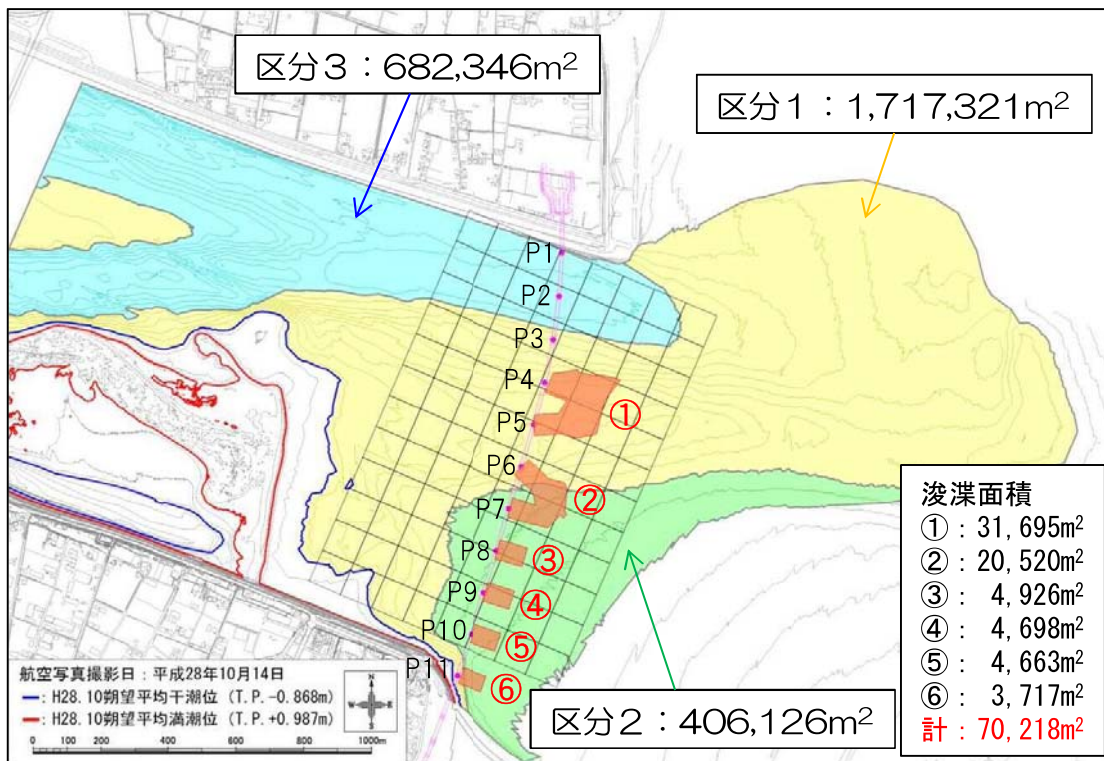 区分3：682,346m²
区分1：1,717,321m²
P1
P2
P3
P4
①
P5
P6
②
P7
P8
③
P9
④
P10
⑤
P11
⑥
区分2：406,126m²
浚渫面積
①：31,695m²
②：20,520m²
③：4,926m²
④：4,698m²
⑤：4,663m²
⑥：3,717m²
計：70,218m²
航空写真撮影日：平成28年10月14日
：H28.10朔望平均干潮位（T.P.-0.868m）
：H28.10朔望平均満潮位（T.P.+0.987m）
N
W
E
S
0 100 200 400 600 800 1000m